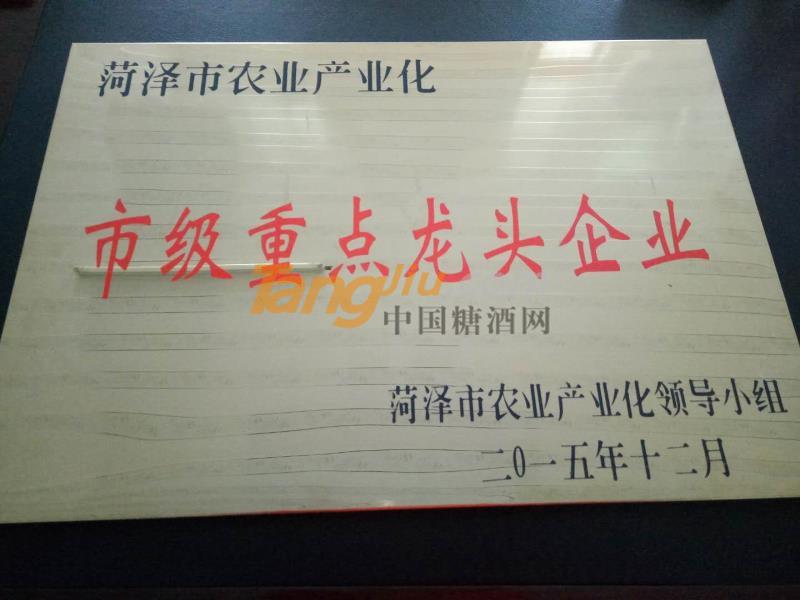 菏泽市农业产业化
市级重点龙头企业
Tangjiu
中国糖酒网
菏泽市农业产业化领导小组
二0一五年十二月